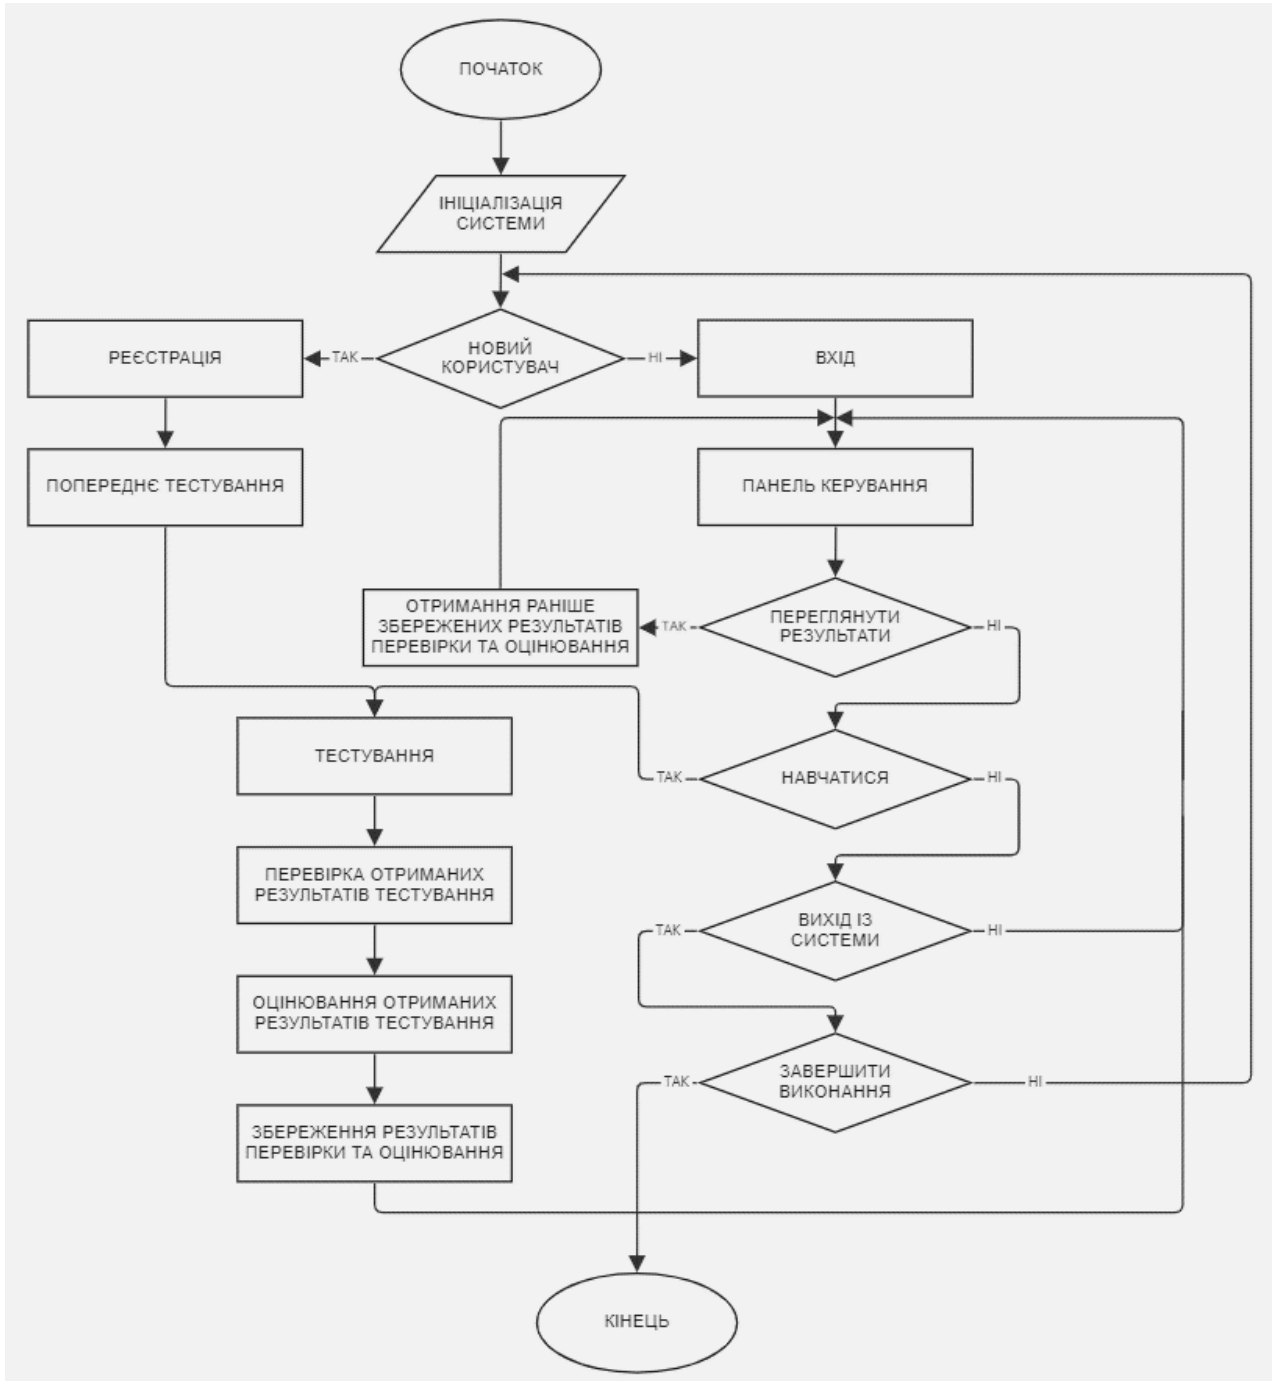 ПОЧАТОК
ІНІЦІАЛІЗАЦІЯ
СИСТЕМИ
РЕЄСТРАЦІЯ
ТАК
НОВИЙ
КОРИСТУВАЧ
НІ
ВХІД
ПОПЕРЕДНЄ ТЕСТУВАННЯ
ПАНЕЛЬ КЕРУВАННЯ
ОТРИМАННЯ РАНІШЕ
ЗБЕРЕЖЕНИХ РЕЗУЛЬТАТІВ
ПЕРЕВІРКИ ТА ОЦІНЮВАННЯ
ТАК
ПЕРЕГЛЯНУТИ
РЕЗУЛЬТАТИ
НІ
ТЕСТУВАННЯ
ТАК
НАВЧАТИСЯ
НІ
ПЕРЕВІРКА ОТРИМАНИХ
РЕЗУЛЬТАТІВ ТЕСТУВАННЯ
ТАК
ВИХІД ІЗ
СИСТЕМИ
НІ
ОЦІНЮВАННЯ ОТРИМАНИХ
РЕЗУЛЬТАТІВ ТЕСТУВАННЯ
ТАК
ЗАВЕРШИТИ
ВИКОНАННЯ
НІ
ЗБЕРЕЖЕННЯ РЕЗУЛЬТАТІВ
ПЕРЕВІРКИ ТА ОЦІНЮВАННЯ
КІНЕЦЬ